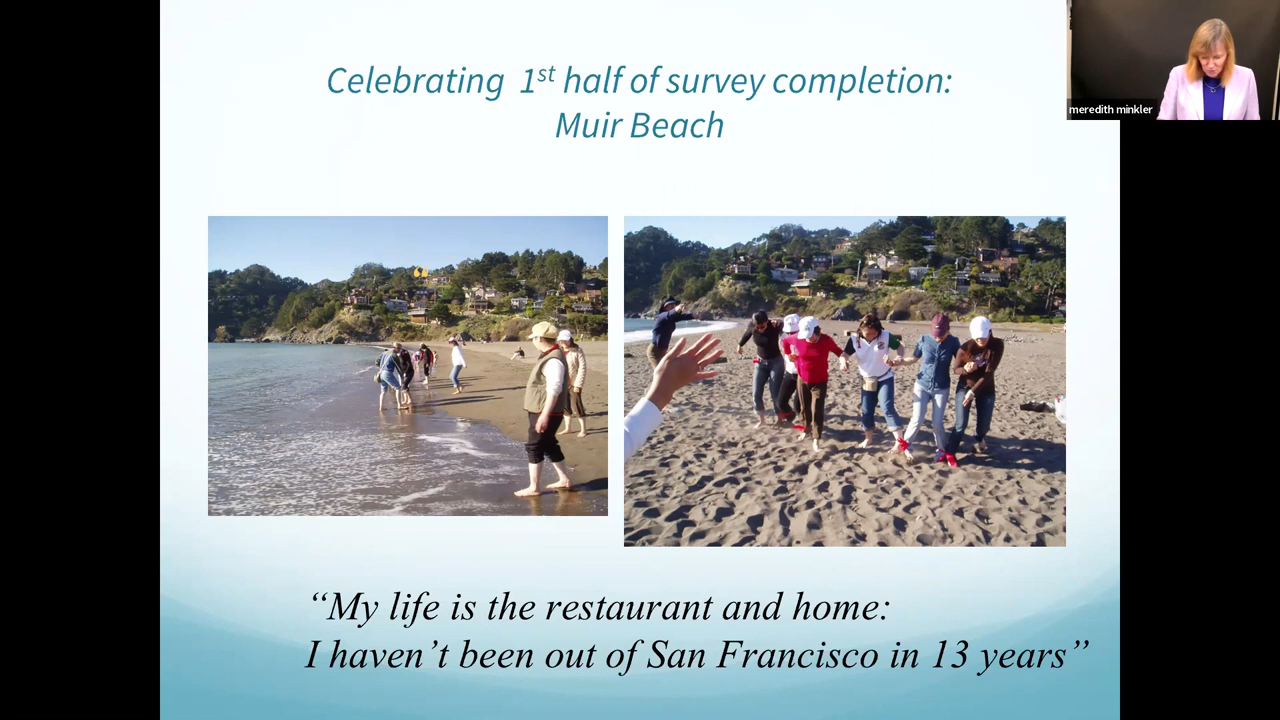 Celebrating 1st half of survey completion:
Muir Beach
meredith minkler
“My life is the restaurant and home:
I haven’t been out of San Francisco in 13 years”